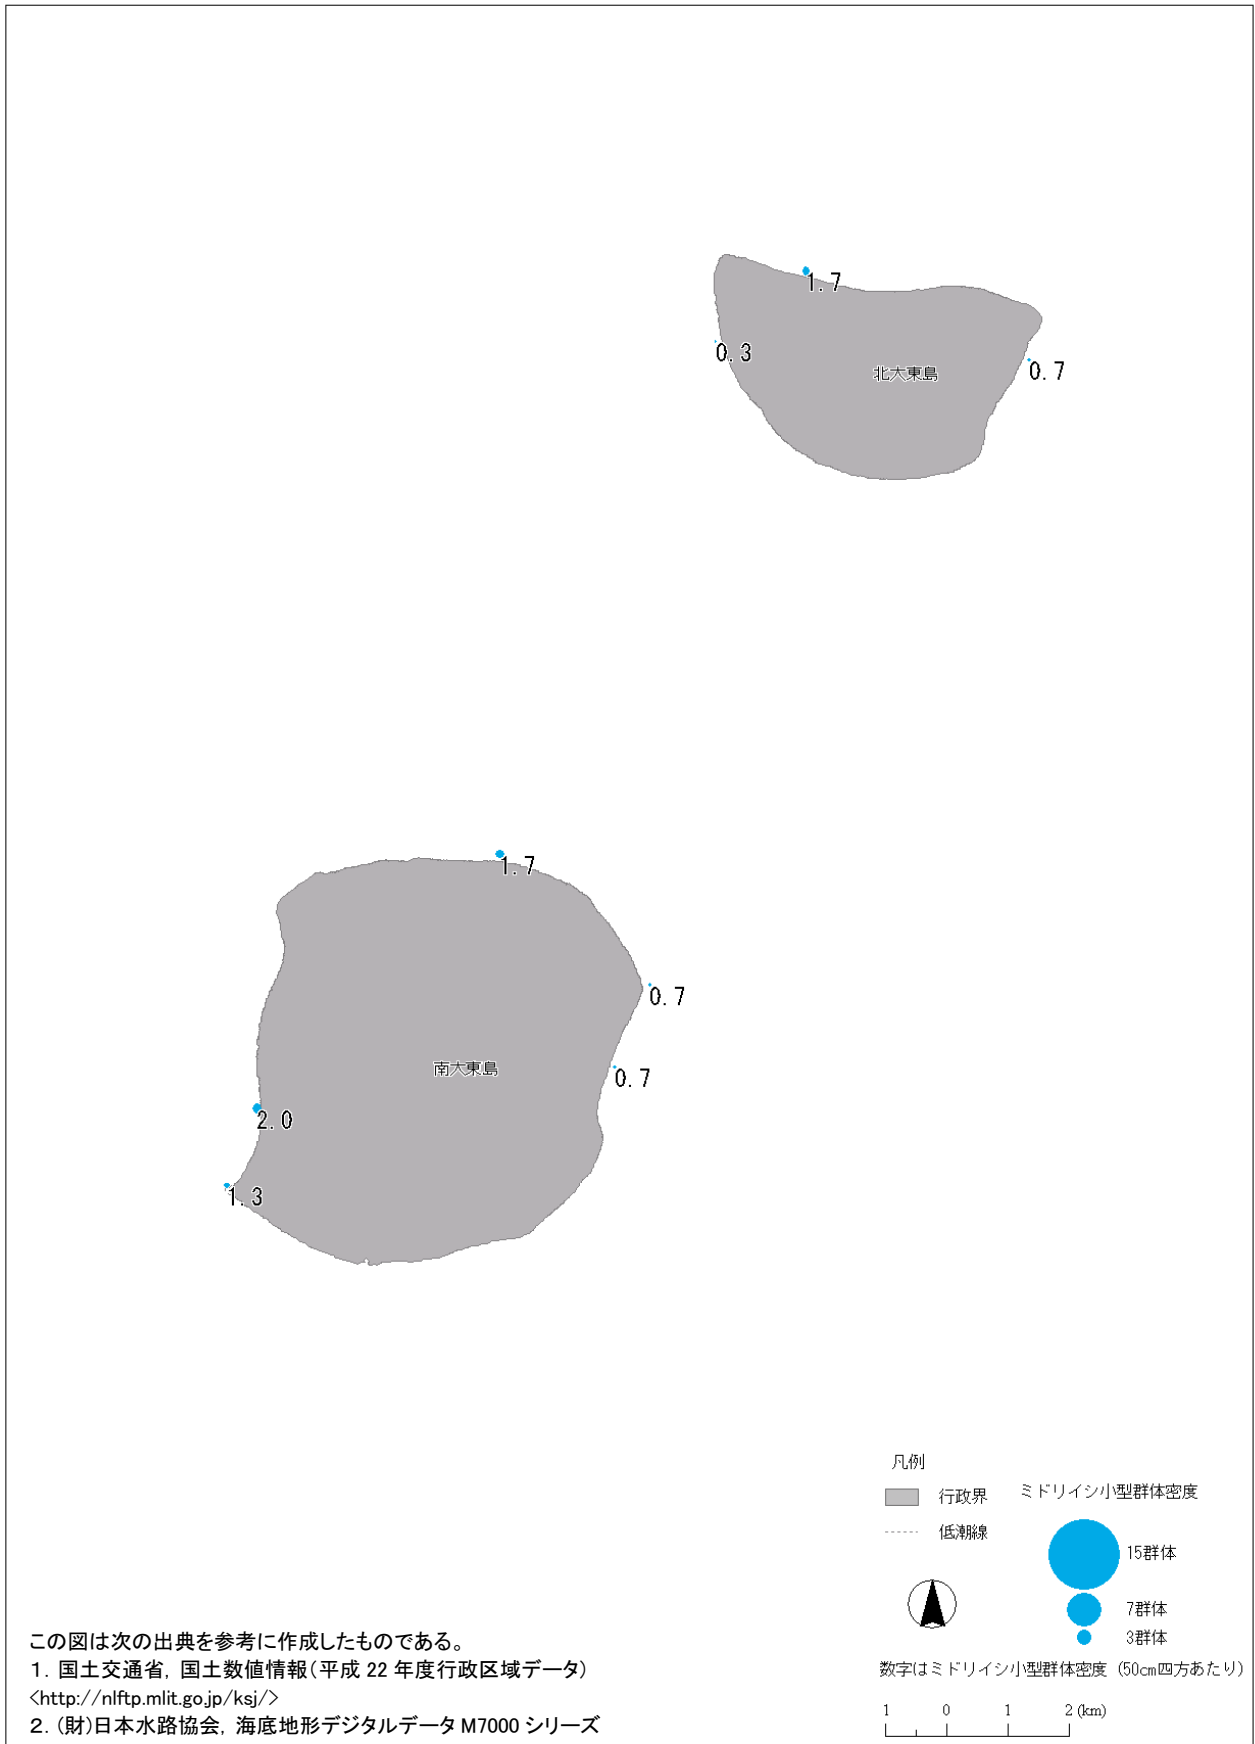 1.7
0.3
北大東島
0.7
1.7
0.7
南大東島
0.7
2.0
1.3
凡例
行政界
ミドリイシ小型群体密度
低潮線
15群体
7群体
3群体
数字はミドリイシ小型群体密度 (50cm四方あたり)
1 0 1 2 (km)
この図は次の出典を参考に作成したものである。
1. 国土交通省, 国土数値情報(平成 22 年度行政区域データ)
<http://nlftp.mlit.go.jp/ksj/>
2. (財)日本水路協会, 海底地形デジタルデータ M7000 シリーズ